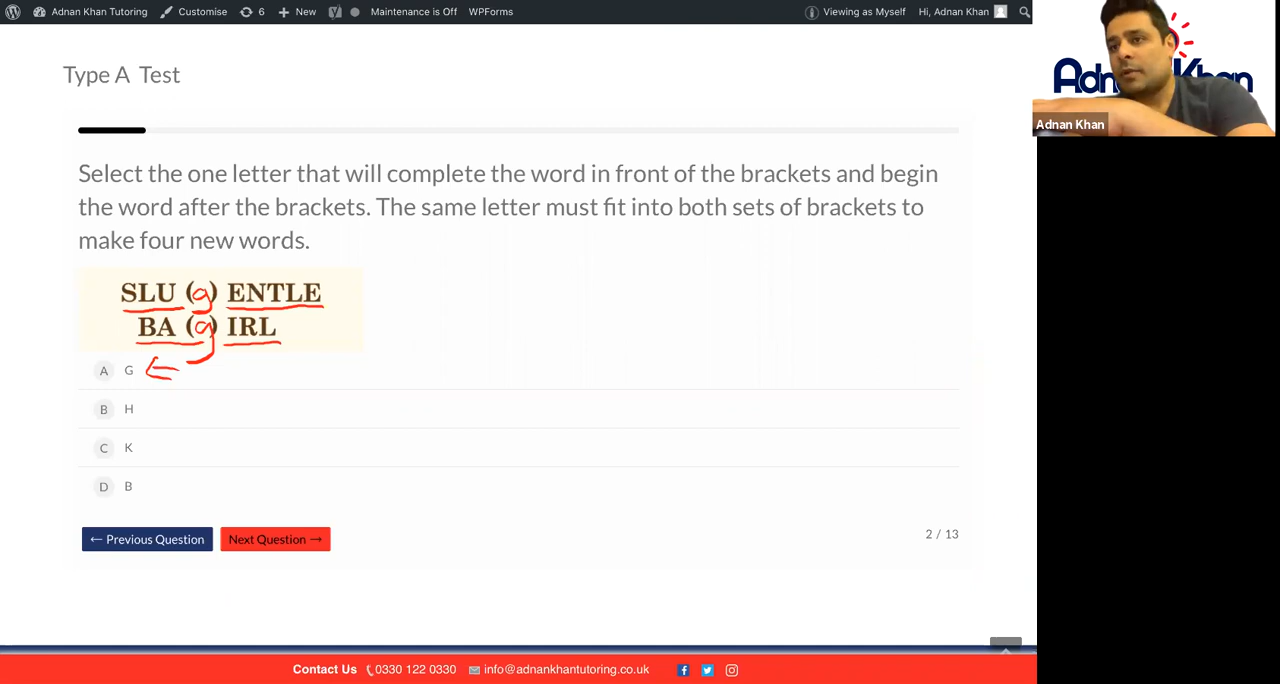 Adnan Khan Tutoring Customise 6 New Maintenance is Off WPForms Viewing as Myself Hi, Adnan Khan
Type A Test
Adnan Khan
Select the one letter that will complete the word in front of the brackets and begin
the word after the brackets. The same letter must fit into both sets of brackets to
make four new words.
SLU (g) ENTLE
BA (g) IRL
A G
B H
C K
D B
← Previous Question Next Question → 2 / 13
Contact Us 0330 122 0330 info@adnankhantutoring.co.uk